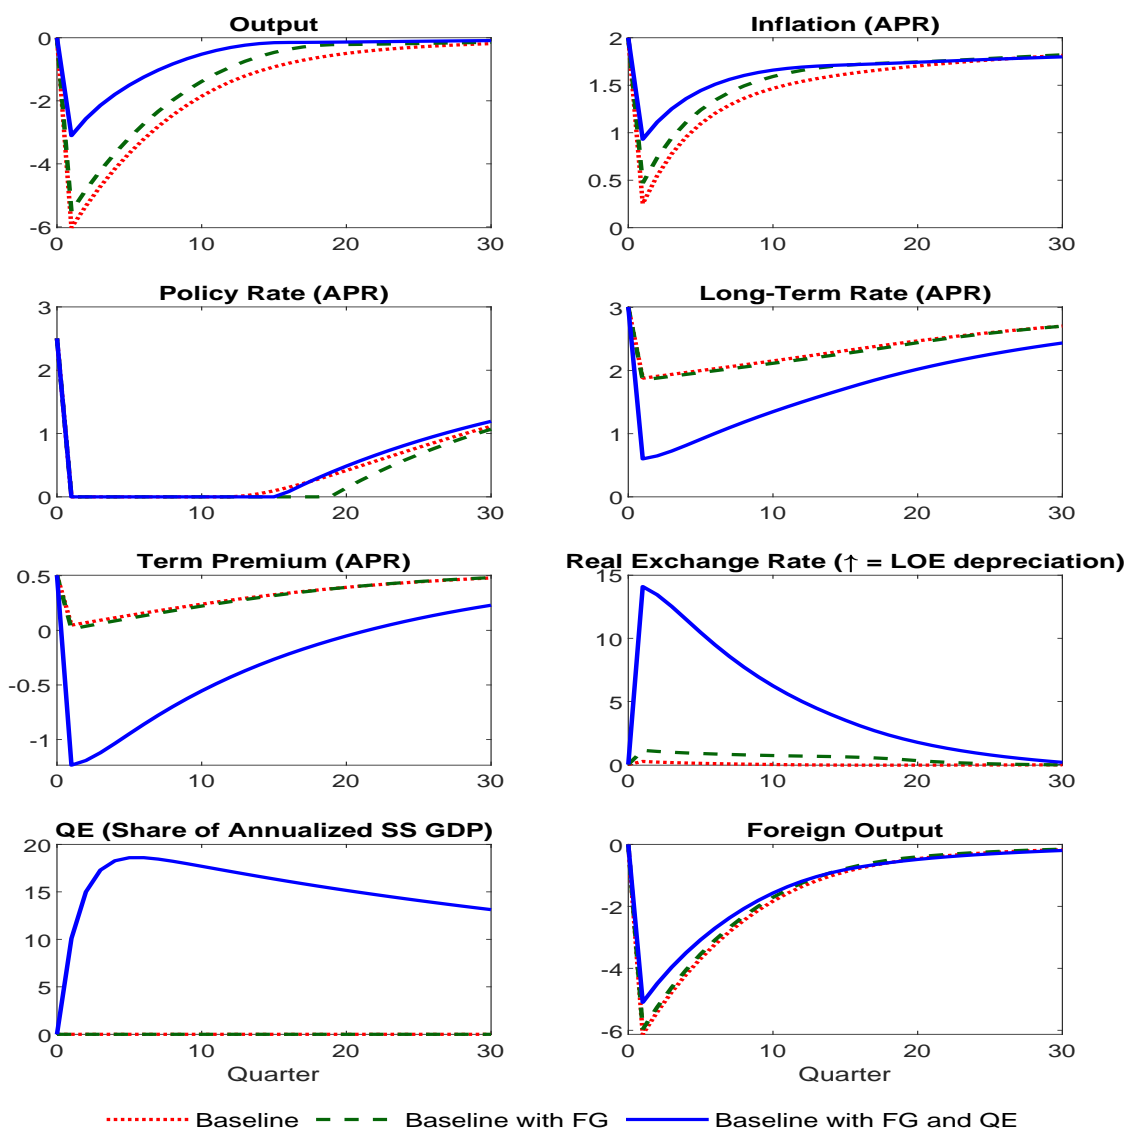 Output
0
-2
-4
-6
0 10 20 30
Inflation (APR)
2
1.5
1
0.5
0
0 10 20 30
Policy Rate (APR)
3
2
1
0
0 10 20 30
Long-Term Rate (APR)
3
2
1
0
0 10 20 30
Term Premium (APR)
0.5
0
-0.5
-1
0 10 20 30
Real Exchange Rate (↑ = LOE depreciation)
15
10
5
0
0 10 20 30
QE (Share of Annualized SS GDP)
20
15
10
5
0
0 10 20 30
Quarter
Foreign Output
0
-2
-4
-6
0 10 20 30
Quarter
Baseline Baseline with FG Baseline with FG and QE